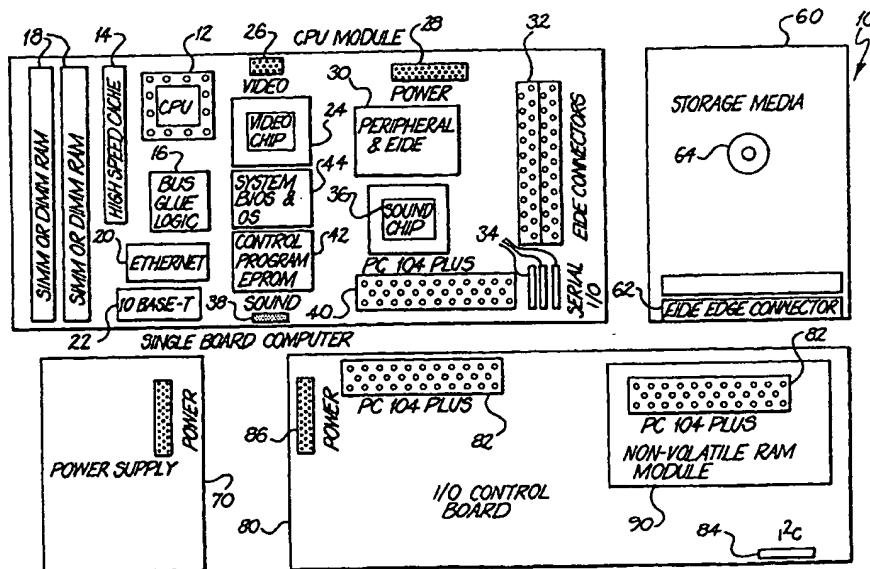 CPU MODULE
18
14
12
26
28
32
60
10
SIMM OR DIMM RAM
SIMM OR DIMM RAM
HIGH SPEED CACHE
CPU
VIDEO
VIDEO
CHIP
24
30
POWER
PERIPHERAL
& EIDE
EIDE CONNECTORS
STORAGE MEDIA
64
16
BUS
GLUE
LOGIC
SYSTEM
BIOS &
OS
44
36
SOUND
CHIP
20
ETHERNET
CONTROL
PROGRAM
EPROM
42
34
PC 104 PLUS
SERIAL
I/O
10 BASE-T
22
38
SOUND
40
62
EIDE EDGE CONNECTOR
SINGLE BOARD COMPUTER
POWER
POWER SUPPLY
70
86
POWER
PC 104 PLUS
82
82
PC 104 PLUS
NON-VOLATILE RAM
MODULE
I/O CONTROL
BOARD
80
90
84
I²C